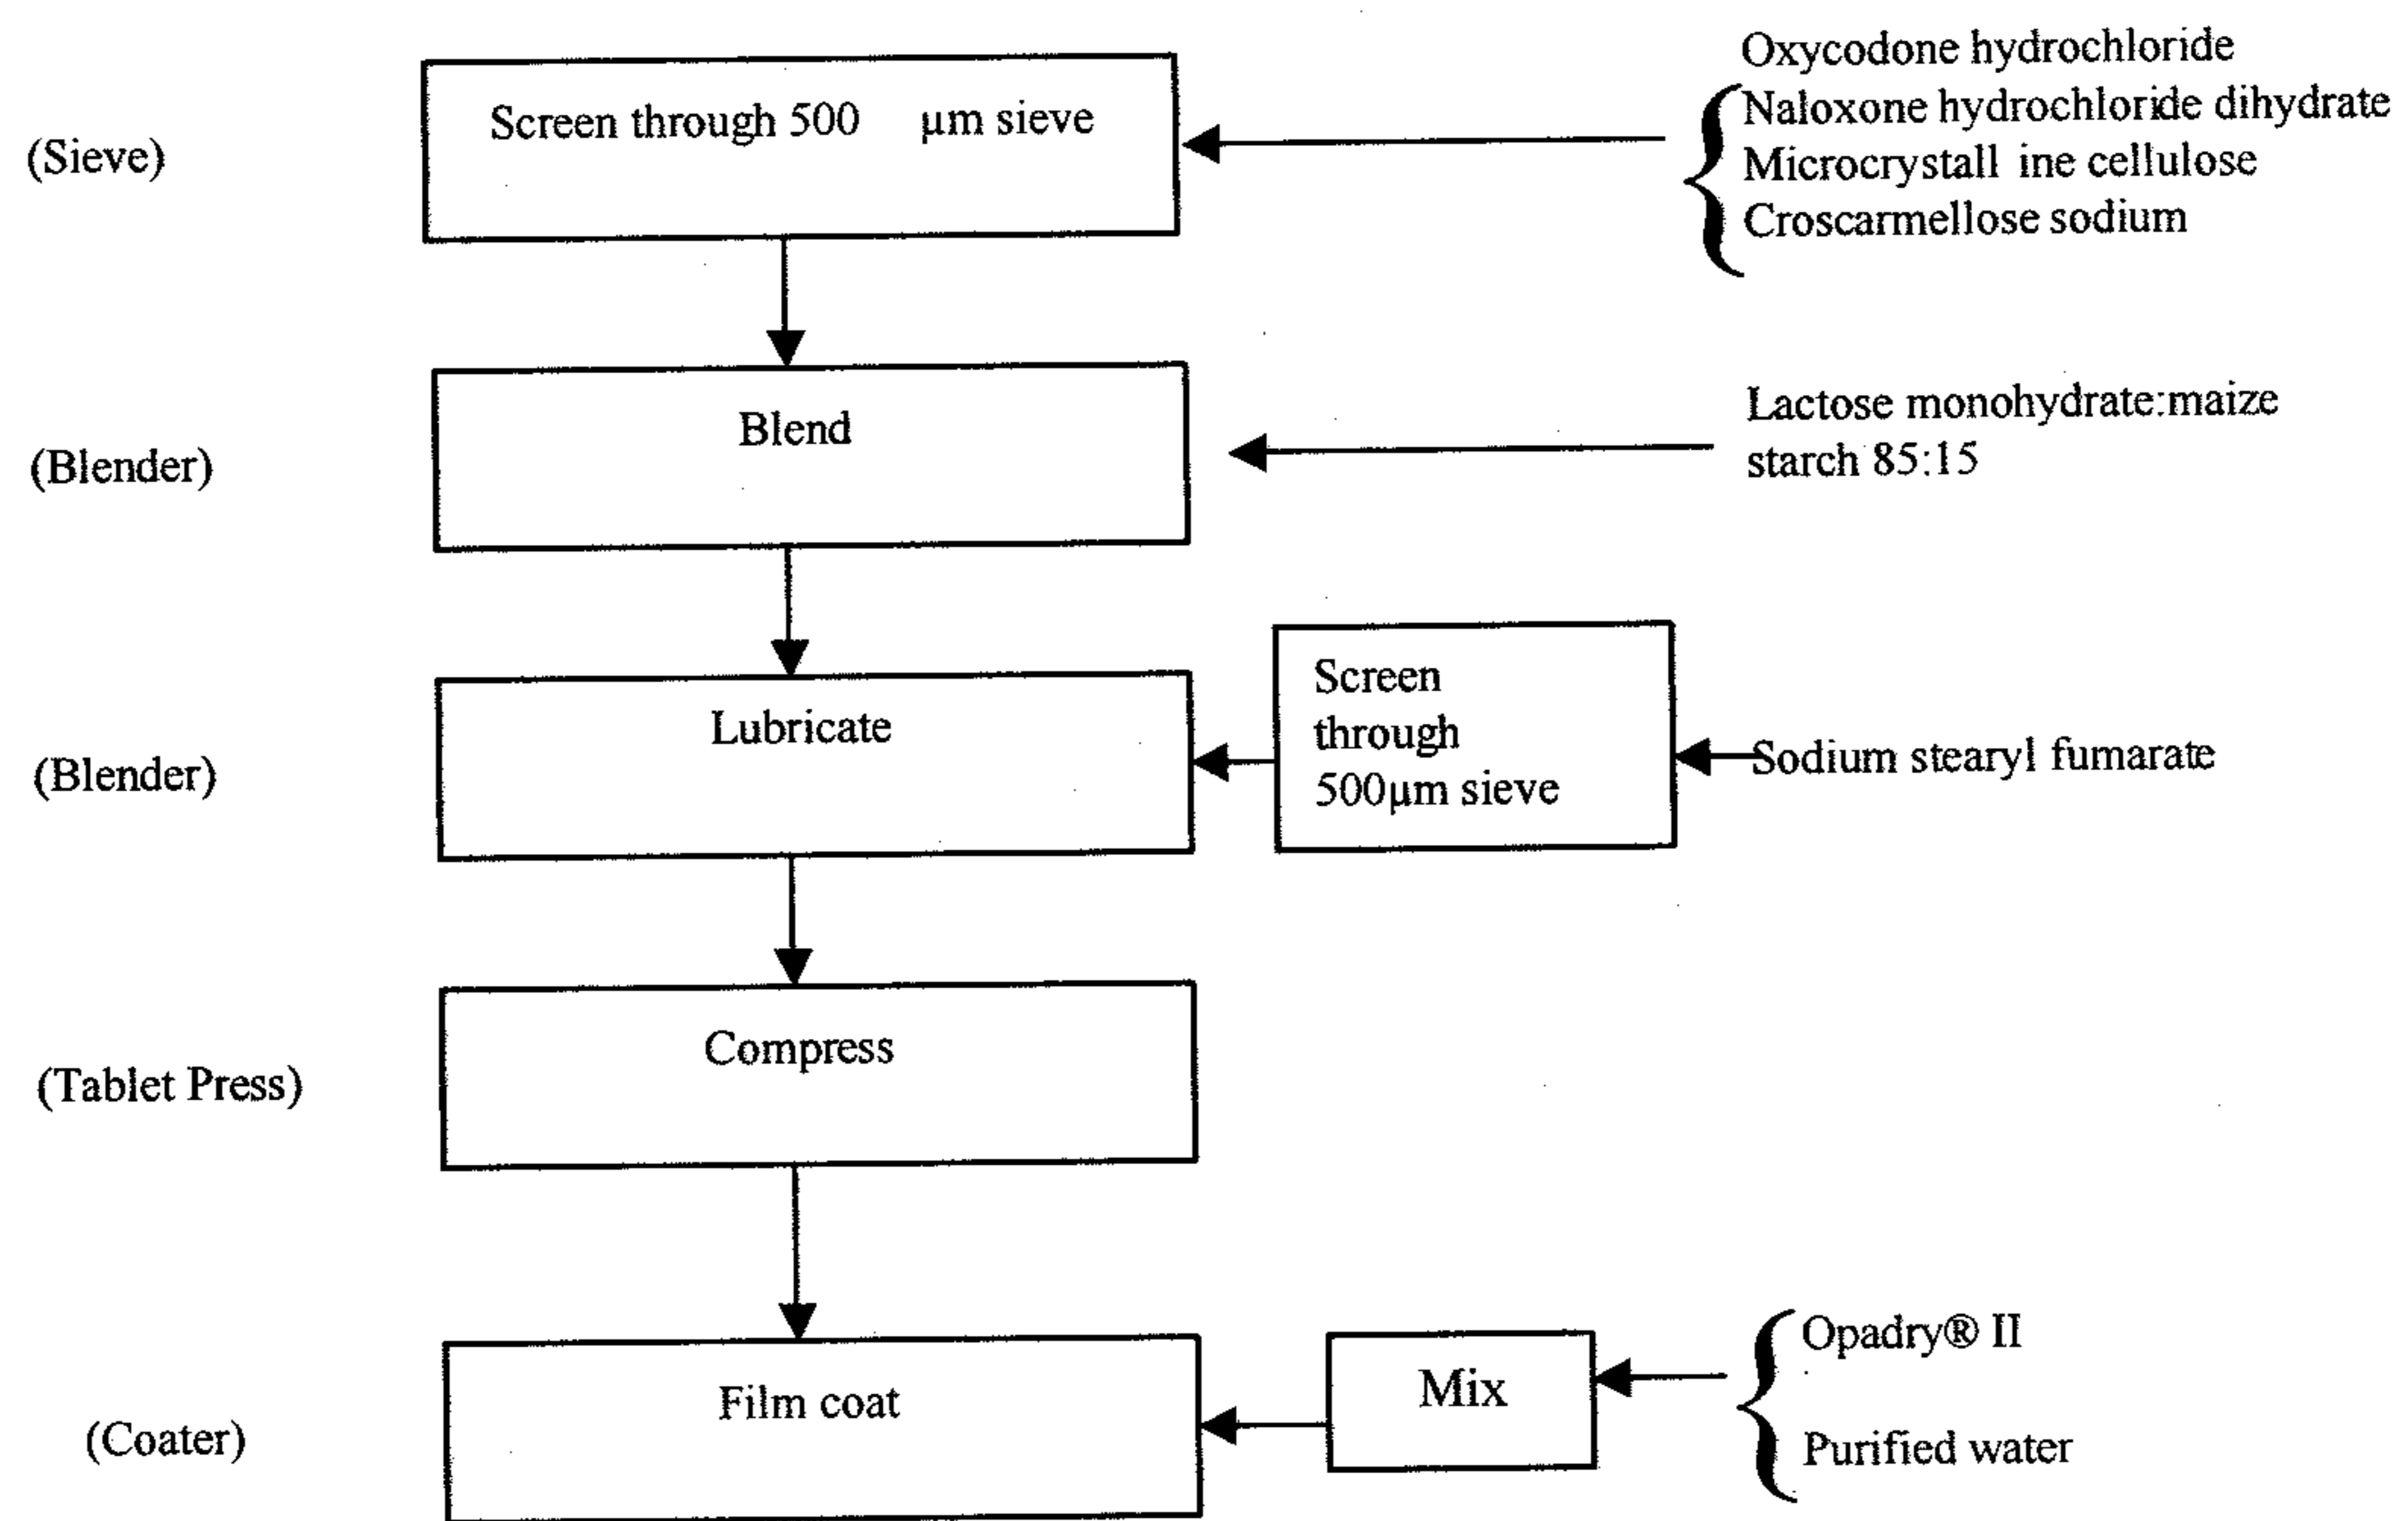 Oxycodone hydrochloride
Screen through 500 μm sieve
Naloxone hydrochloride dihydrate
(Sieve)
Microcrystall ine cellulose
Croscarmellose sodium
Blend
Lactose monohydrate:maize
(Blender)
starch 85:15
Lubricate
Screen
through
500μm sieve
Sodium stearyl fumarate
(Blender)
Compress
(Tablet Press)
Film coat
Mix
Opadry® II
(Coater)
Purified water